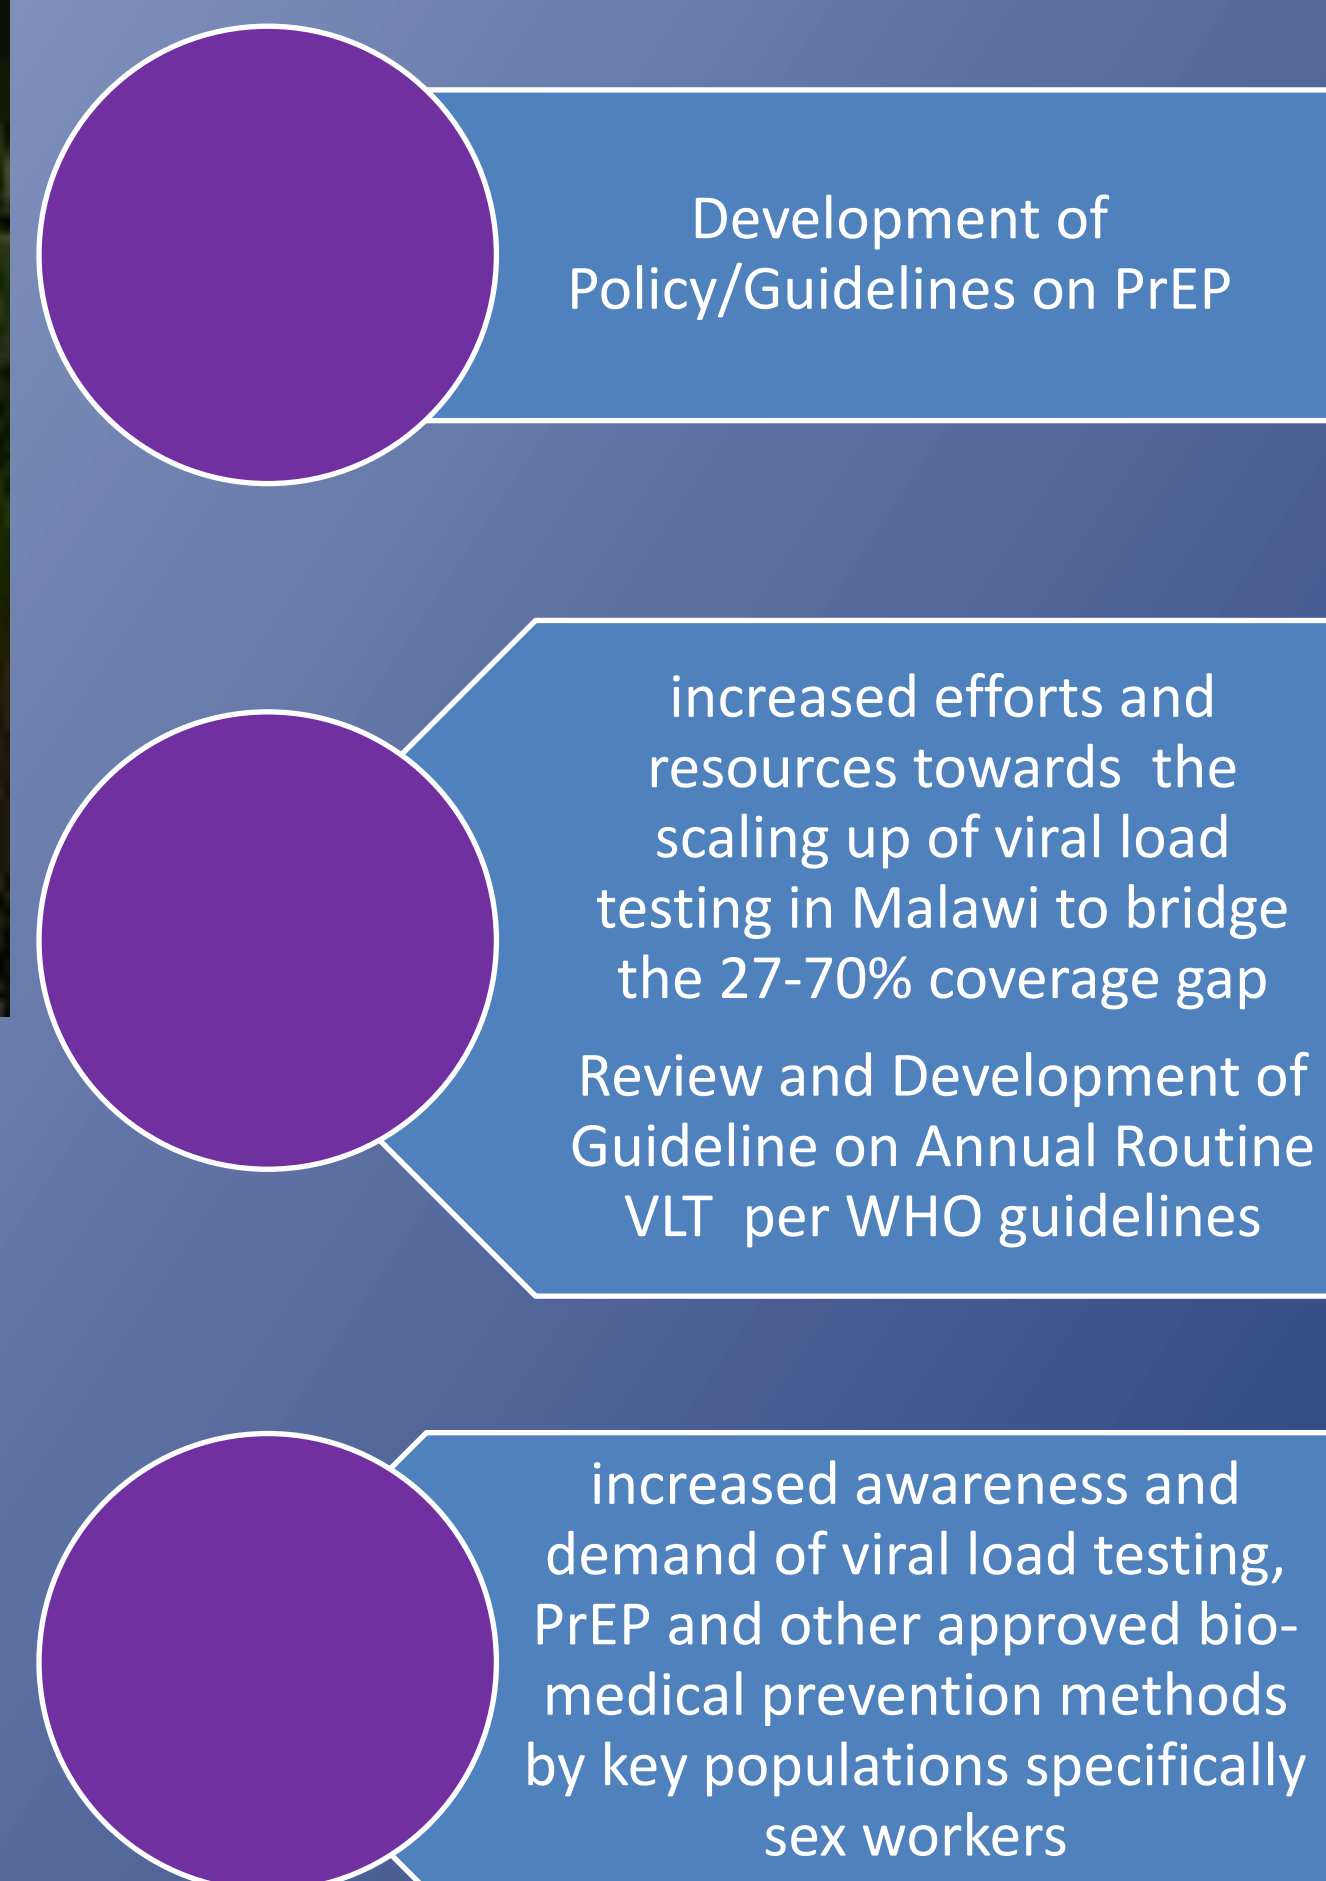 Development of
Policy/Guidelines on PrEP
increased efforts and
resources towards  the
scaling up of viral load
testing in Malawi to bridge
the 27-70% coverage gap
Review and Development of
Guideline on Annual Routine
VLT  per WHO guidelines
increased awareness and
demand of viral load testing,
PrEP and other approved bio-
medical prevention methods
by key populations specifically
sex workers